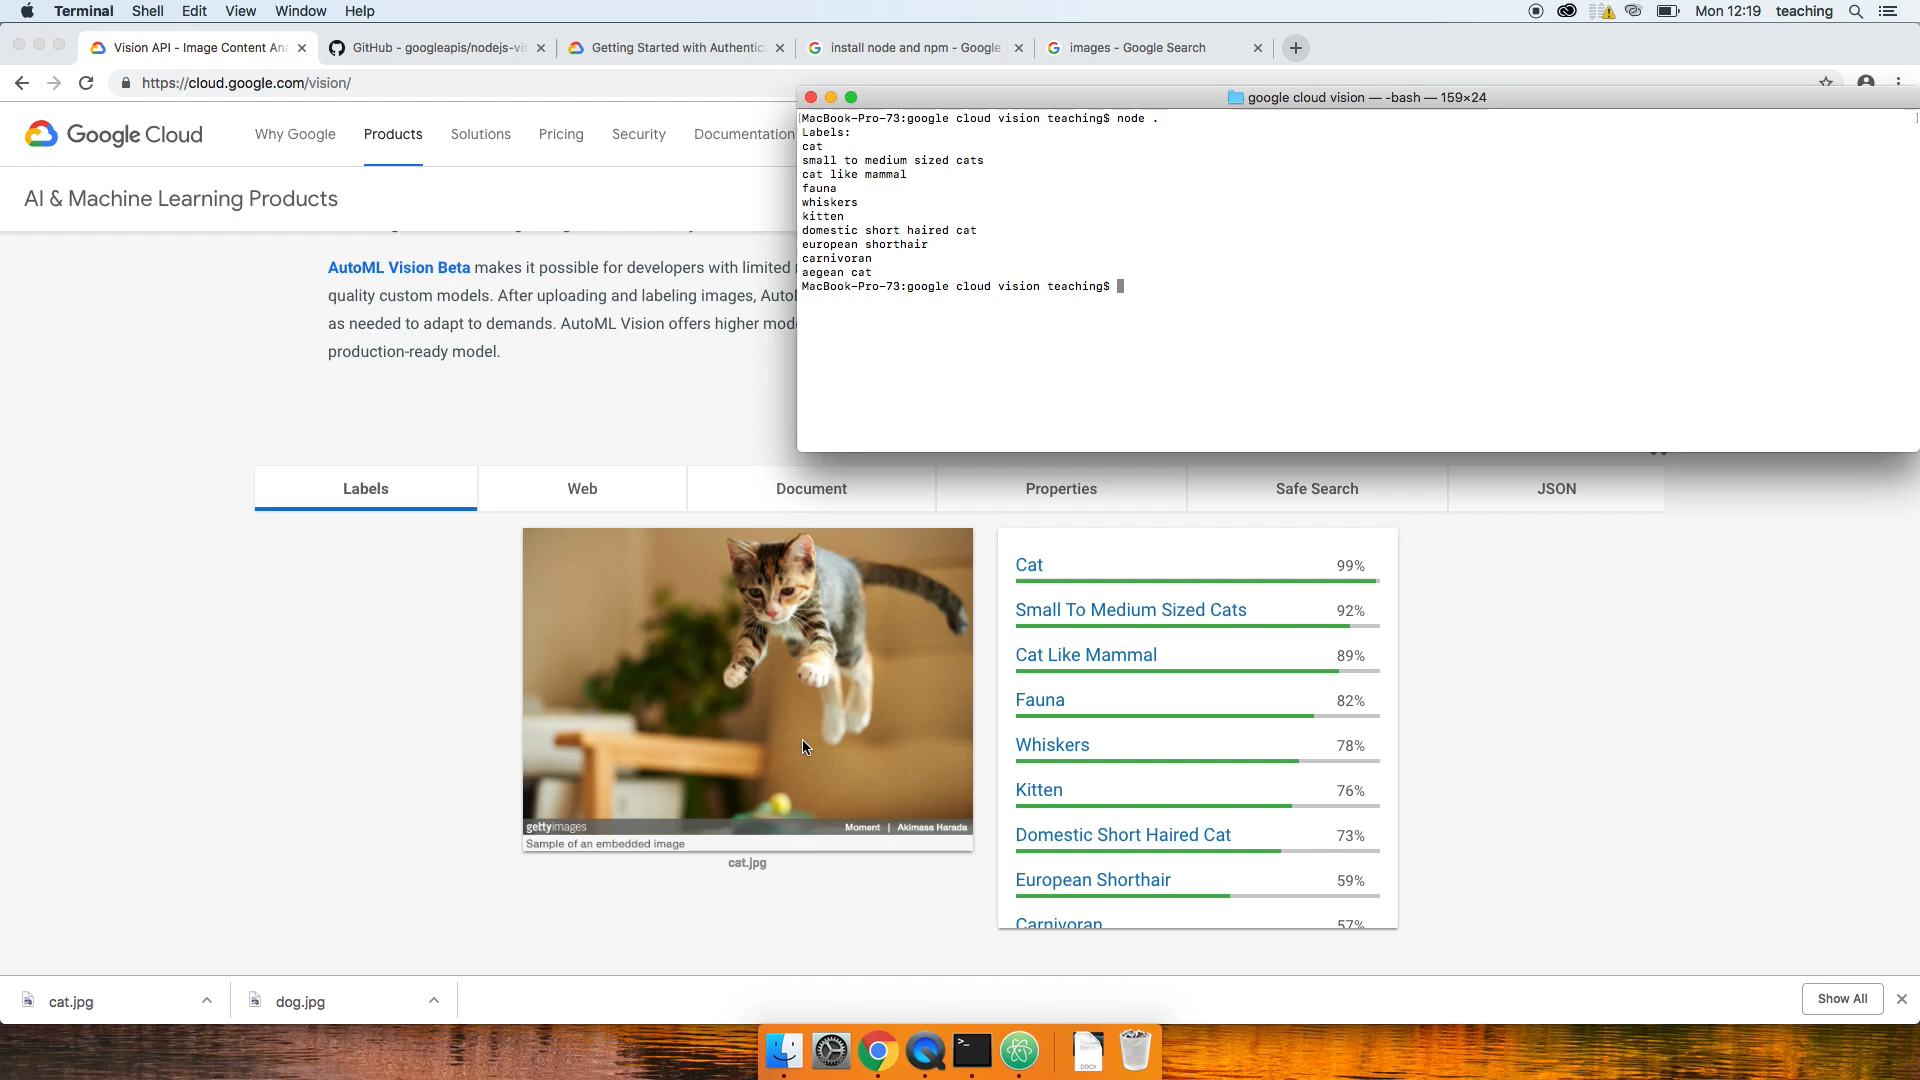 Terminal Shell Edit View Window Help
Mon 12:19 teaching
Vision API - Image Content Ana
GitHub - googleapis/nodejs-vis
Getting Started with Authentica
install node and npm - Google
images - Google Search
https://cloud.google.com/vision/
google cloud vision — -bash — 159×24
Google Cloud
Why Google Products Solutions Pricing Security Documentation
AI & Machine Learning Products
MacBook-Pro-73:google cloud vision teaching$ node .
Labels:
cat
small to medium sized cats
cat like mammal
fauna
whiskers
kitten
domestic short haired cat
european shorthair
carnivoran
aegean cat
MacBook-Pro-73:google cloud vision teaching$
AutoML Vision Beta makes it possible for developers with limited
quality custom models. After uploading and labeling images, Auto
as needed to adapt to demands. AutoML Vision offers higher mod
production-ready model.
Labels Web Document Properties Safe Search JSON
gettyimages
Moment | Akimasa Harada
Sample of an embedded image
cat.jpg
Cat 99%
Small To Medium Sized Cats 92%
Cat Like Mammal 89%
Fauna 82%
Whiskers 78%
Kitten 76%
Domestic Short Haired Cat 73%
European Shorthair 59%
Carnivoran 57%
cat.jpg
dog.jpg
Show All
DOCX